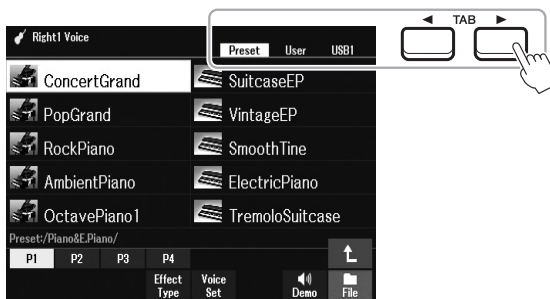 ◄ TAB ►
Right1 Voice
Preset User USB1
ConcertGrand SuitcaseEP
PopGrand VintageEP
RockPiano SmoothTine
AmbientPiano ElectricPiano
OctavePiano1 TremoloSuitcase
Preset:/Piano&E.Piano/
P1 P2 P3 P4
Effect Voice
Type Set Demo File